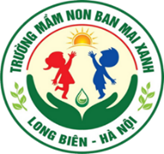 TRƯỜNG MẦM NON BAN MAI XANH
LONG BIÊN - HÀ NỘI